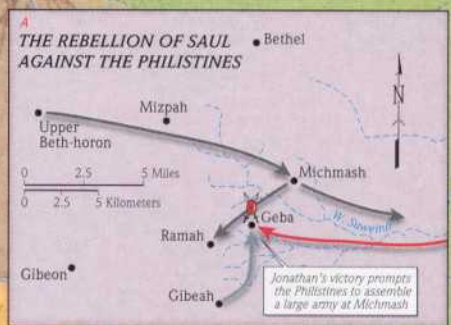 A
THE REBELLION OF SAUL
AGAINST THE PHILISTINES
Bethel
N
Mizpah
Upper
Beth-horon
0 2.5 5 Miles
0 2.5 5 Kilometers
Michmash
Geba
W. Suweinit
Ramah
Gibeon
Gibeah
Jonathan's victory prompts
the Philistines to assemble
a large army at Michmash